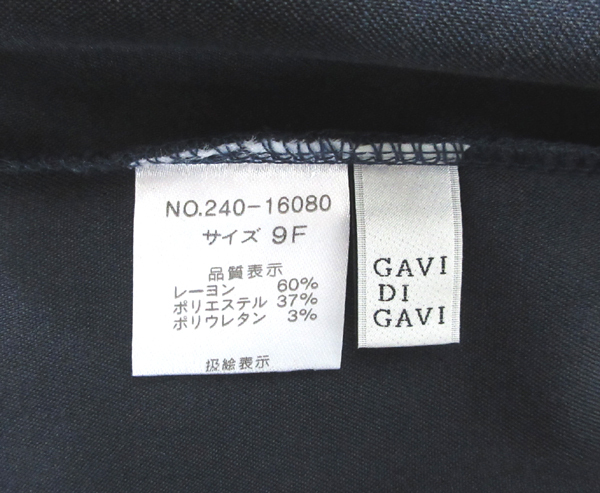 NO.240-16080
サイズ 9F
品質表示
レーヨン 60%
ポリエステル 37%
ポリウレタン 3%
扱絵表示
GAVI
DI
GAVI